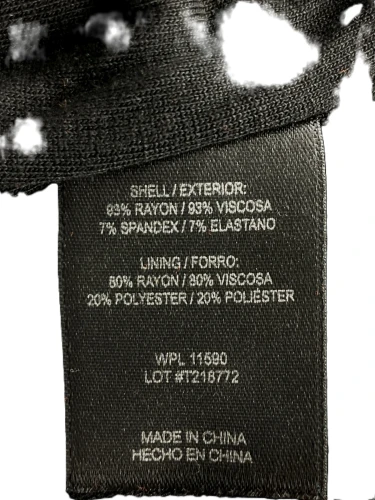 SHELL / EXTERIOR:
93% RAYON / 93% VISCOSA
7% SPANDEX / 7% ELASTANO
LINING / FORRO:
80% RAYON / 80% VISCOSA
20% POLYESTER / 20% POLIÉSTER
WPL 11590
LOT #T218772
MADE IN CHINA
HECHO EN CHINA